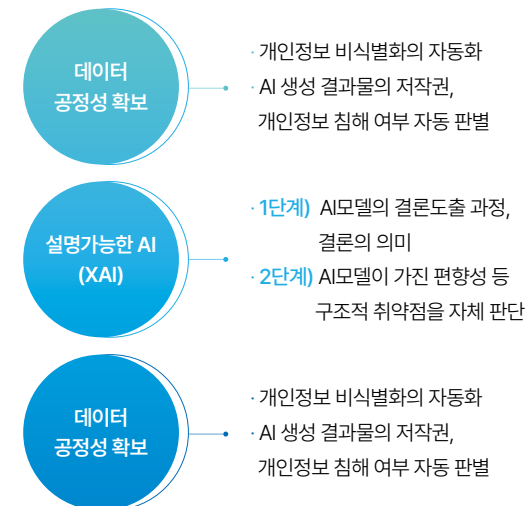 데이터
공정성 확보
· 개인정보 비식별화의 자동화
· AI 생성 결과물의 저작권,
개인정보 침해 여부 자동 판별
설명가능한 AI
(XAI)
· 1단계) AI모델의 결론도출 과정,
결론의 의미
· 2단계) AI모델이 가진 편향성 등
구조적 취약점을 자체 판단
데이터
공정성 확보
· 개인정보 비식별화의 자동화
· AI 생성 결과물의 저작권,
개인정보 침해 여부 자동 판별